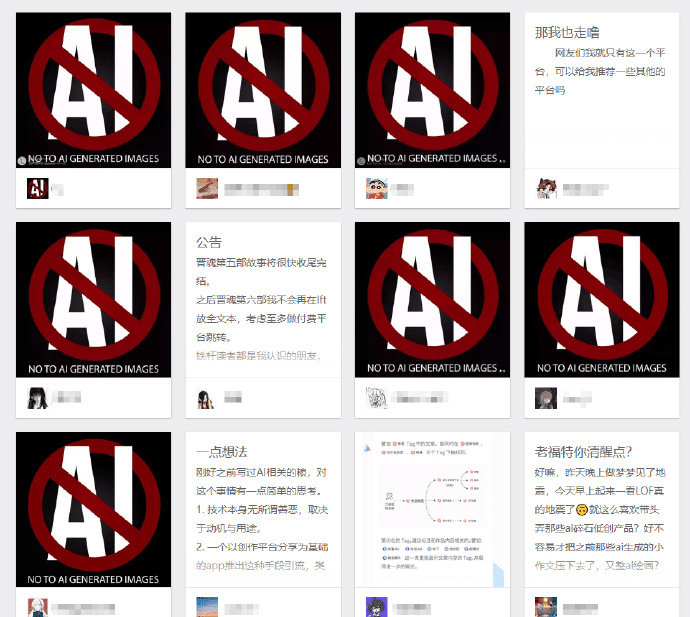 AI
NO TO AI GENERATED IMAGES
AI
NO TO AI GENERATED IMAGES
AI
NO TO AI GENERATED IMAGES ..
那我也走噜
网友们我就只有这一个平
台，可以给我推荐一些其他的
平台吗
AI
NO TO AI GENERATED IMAGES
公告
晋魂第五部故事将很快收尾完
结。
之后晋魂第六部我不会再在lft
放全文本，考虑至多做付费平
台跳转。
铁杆读者都是我认识的朋友，
AI
NO TO AI GENERATED IMAGES ..
AI
NO TO AI GENERATED IMAGES
AI
NO TO AI GENERATED IMAGES
一点想法
刚好之前写过AI相关的粮，对
这个事情有一点简单的思考。
1. 技术本身无所谓善恶，取决
于动机与用途。
2. 一个以创作平台分享为基础
的app推出这种手段引流，
老福特你清醒点?
好嘛，昨天晚上做梦梦见了地
震，今天早上起来一看LOF真
的地震了🙃就这么喜欢带头
弄那些ai碎石低创产品？好不
容易才把之前那些ai生成的小
作文压下去了，又整ai绘画？